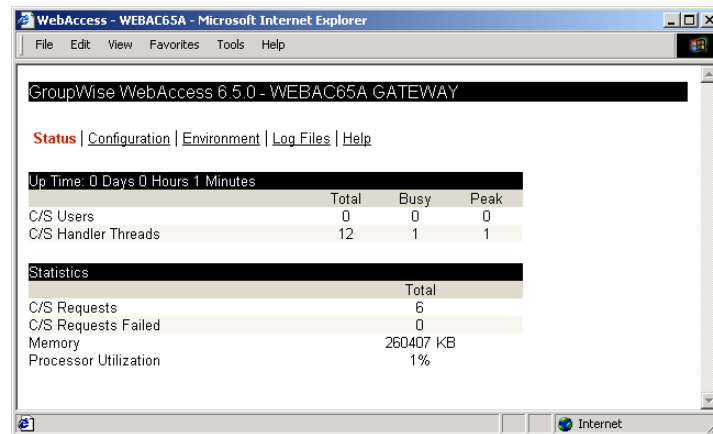 WebAccess - WEBAC65A - Microsoft Internet Explorer
File Edit View Favorites Tools Help
GroupWise WebAccess 6.5.0 - WEBAC65A GATEWAY
Status | Configuration | Environment | Log Files | Help
Up Time: 0 Days 0 Hours 1 Minutes
Total Busy Peak
C/S Users 0 0 0
C/S Handler Threads 12 1 1
Statistics
Total
C/S Requests 6
C/S Requests Failed 0
Memory 260407 KB
Processor Utilization 1%
Internet